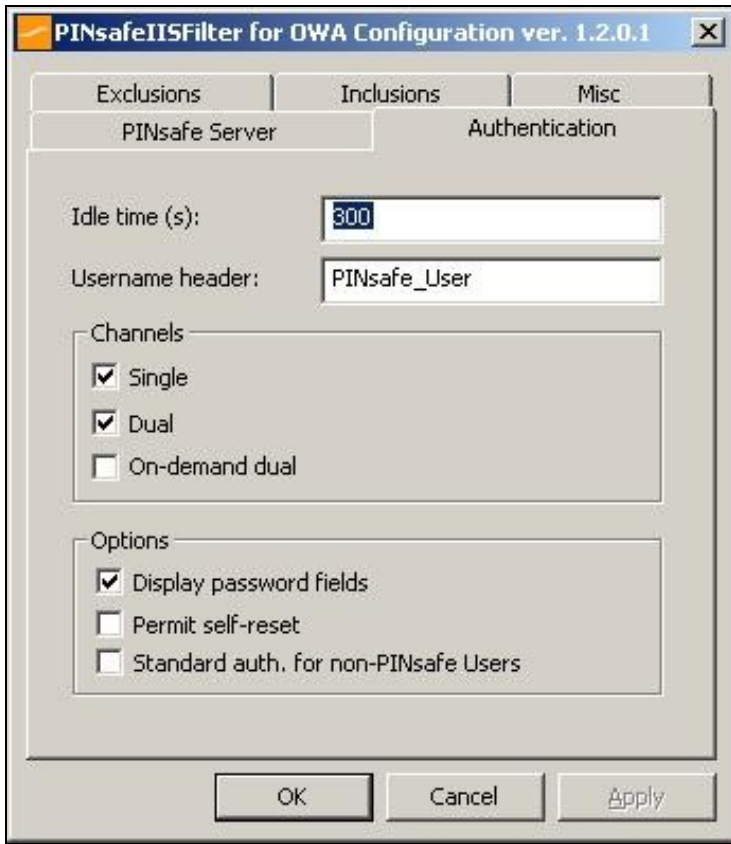 PINsafeIISFilter for OWA Configuration ver. 1.2.0.1
Exclusions Inclusions Misc
PINsafe Server Authentication
Idle time (s): 300
Username header: PINsafe_User
Channels
Single
Dual
On-demand dual
Options
Display password fields
Permit self-reset
Standard auth. for non-PINsafe Users
OK Cancel Apply